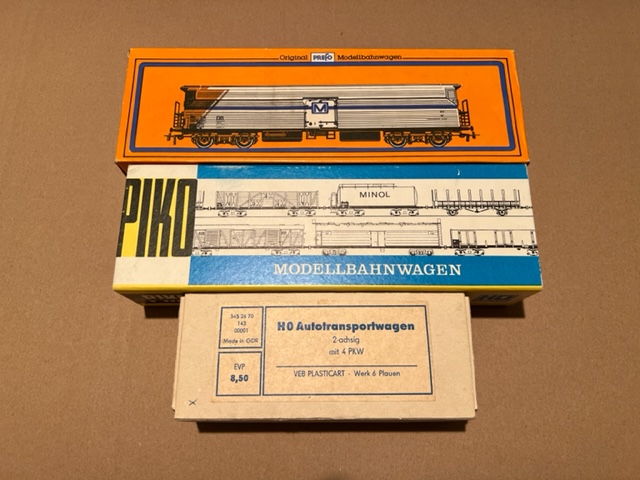 Original PREFO Modellbahnwagen
M
PIKO
MINOL
MODELLBAHNWAGEN
545 26 70
143
00001
Made in GDR
EVP
8,50
H0 Autotransportwagen
2-achsig
mit 4 PKW
VEB PLASTICART - Werk 6 Plauen